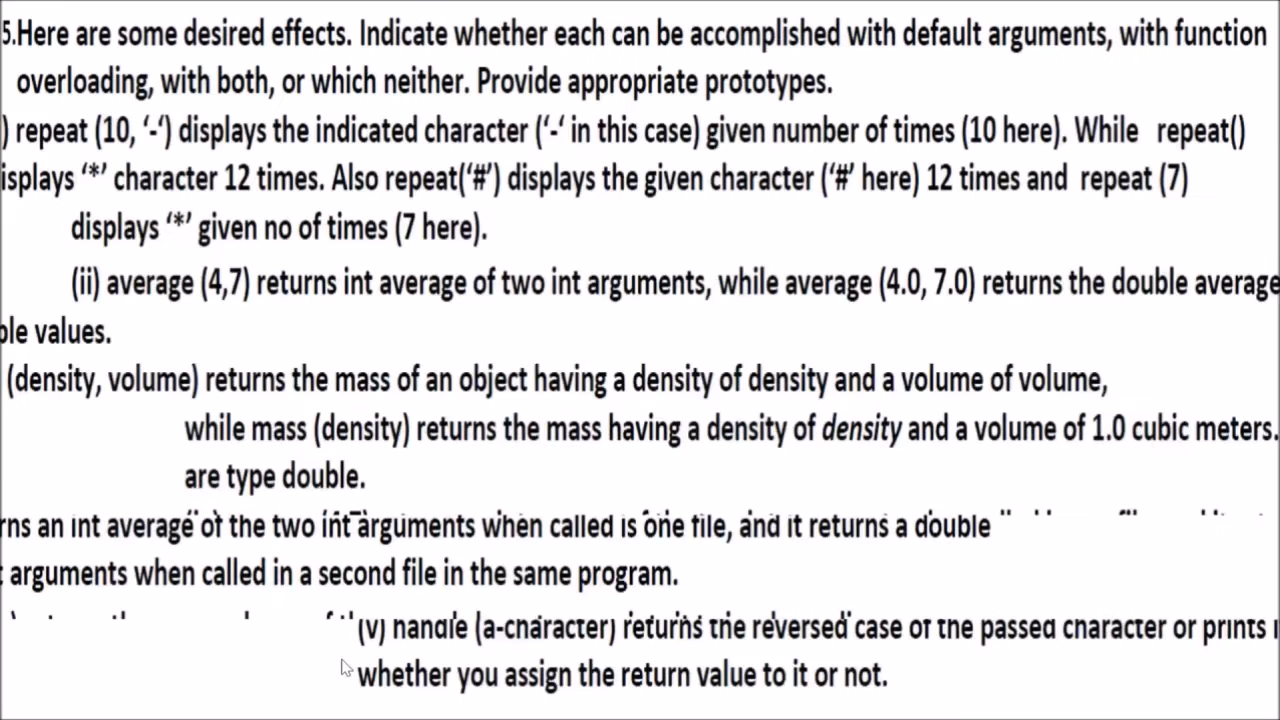 5.Here are some desired effects. Indicate whether each can be accomplished with default arguments, with function
overloading, with both, or which neither. Provide appropriate prototypes.
) repeat (10, ‘-‘) displays the indicated character (‘-‘ in this case) given number of times (10 here). While repeat()
isplays ‘*’ character 12 times. Also repeat(‘#’) displays the given character (‘#’ here) 12 times and repeat (7)
displays ‘*’ given no of times (7 here).
(ii) average (4,7) returns int average of two int arguments, while average (4.0, 7.0) returns the double average
ble values.
(density, volume) returns the mass of an object having a density of density and a volume of volume,
while mass (density) returns the mass having a density of density and a volume of 1.0 cubic meters.
are type double.
rns an int average of the two int arguments when called is one file, and it returns a double
t arguments when called in a second file in the same program.
(v) handle (a-character) returns the reversed case of the passed character or prints i
whether you assign the return value to it or not.